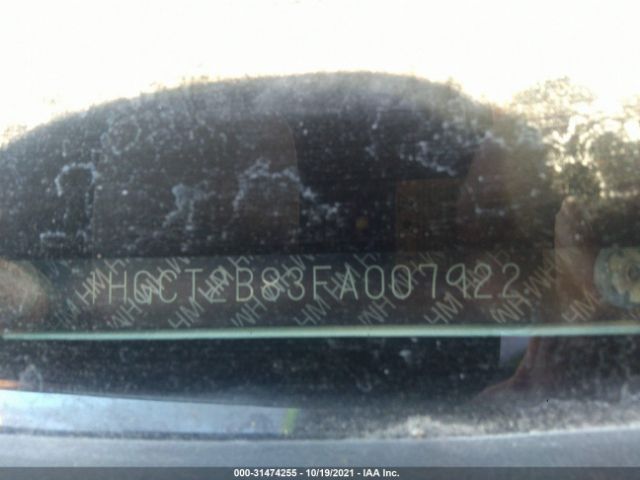 1HGCT2B83FA007922
000-31474255 - 10/19/2021 - IAA Inc.